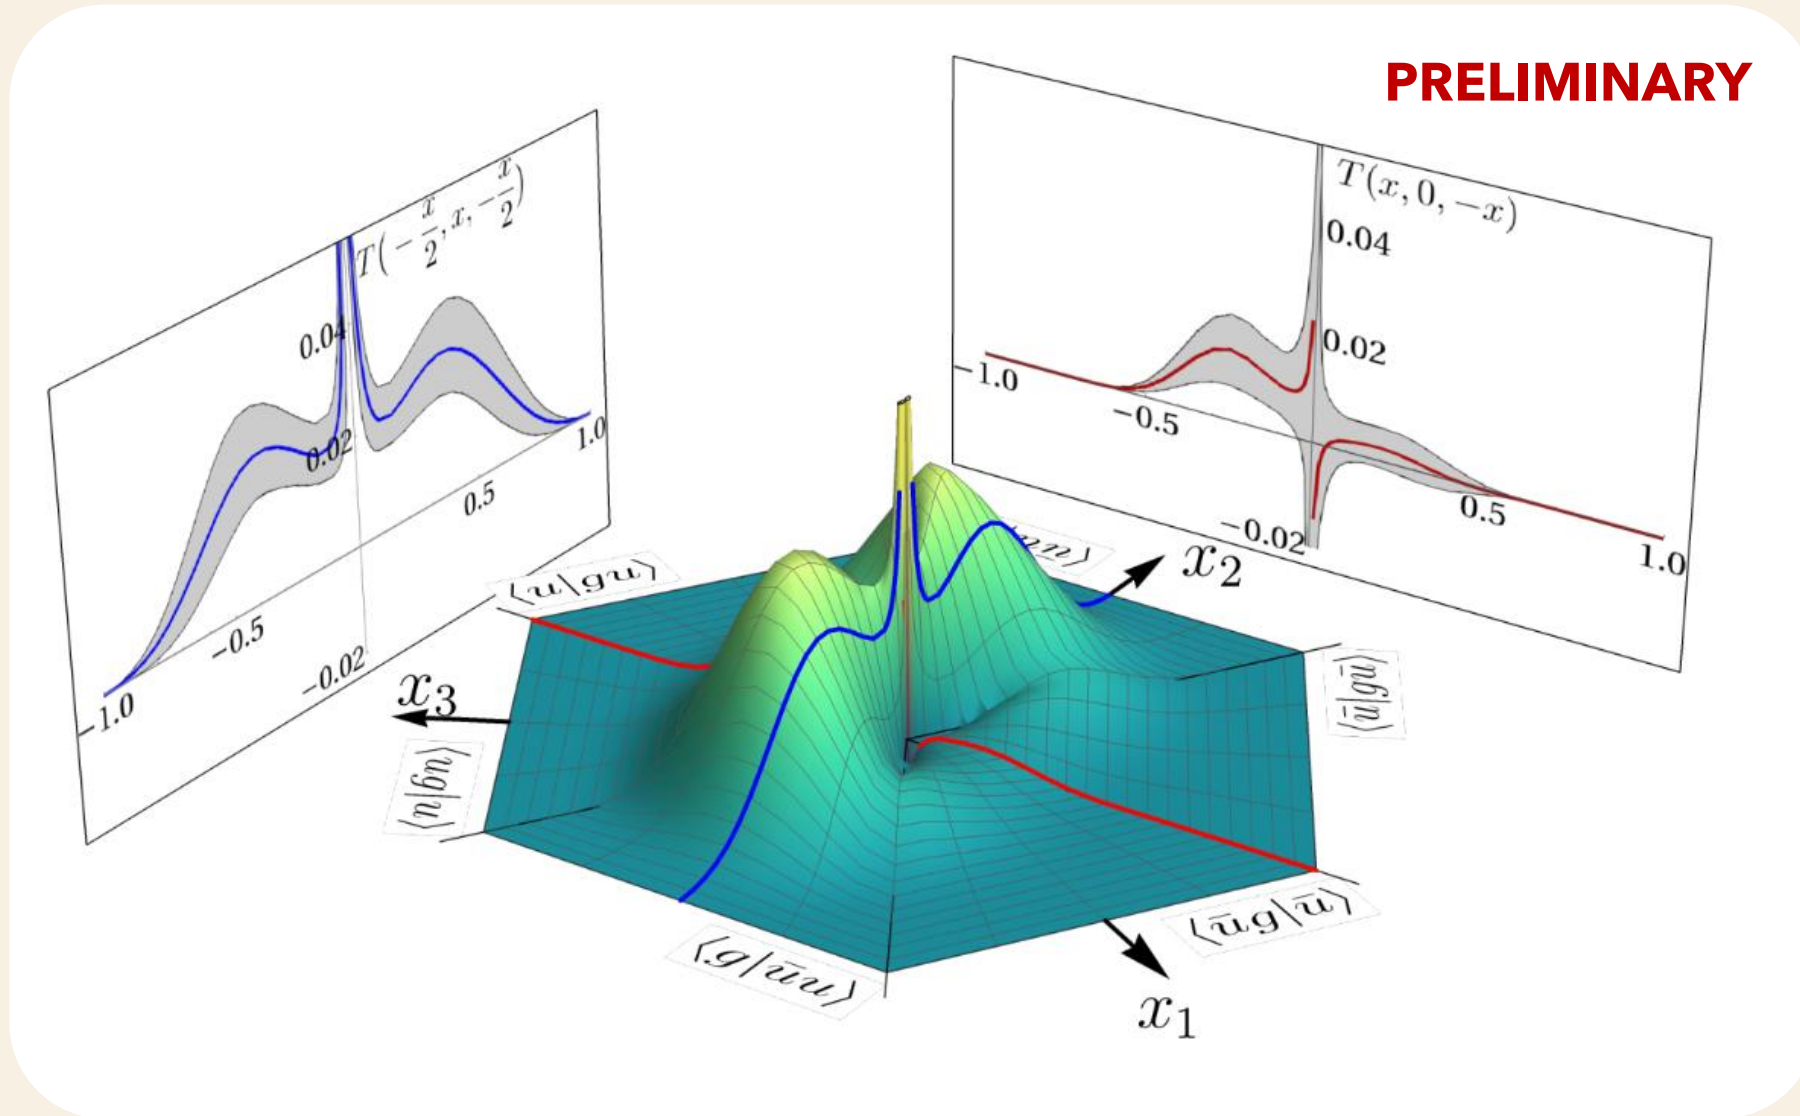 PRELIMINARY
T(-\frac{x}{2}, x, -\frac{x}{2})
0.04
0.02
-0.02
-1.0
-0.5
0.5
1.0
T(x, 0, -x)
0.04
0.02
-0.02
-1.0
-0.5
0.5
1.0
x₂
x₃
x₁
⟨u|gu⟩
⟨ug|u⟩
⟨g|ūu⟩
⟨ūg|ū⟩
⟨ū|gū⟩